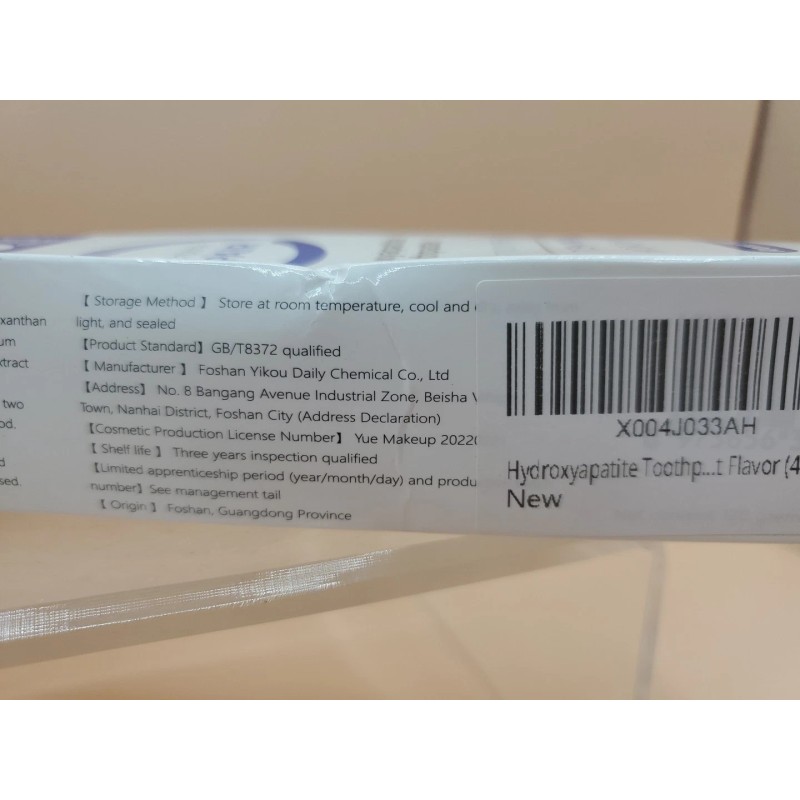 xanthan
um
xtract
two
od.
d
sed.
【 Storage Method 】 Store at room temperature, cool and
light, and sealed
【Product Standard】 GB/T8372 qualified
【 Manufacturer 】 Foshan Yikou Daily Chemical Co., Ltd
【Address】 No. 8 Bangang Avenue Industrial Zone, Beisha V
Town, Nanhai District, Foshan City (Address Declaration)
【Cosmetic Production License Number】 Yue Makeup 20220
【 Shelf life 】 Three years inspection qualified
【Limited apprenticeship period (year/month/day) and produ
number】 See management tail
【 Origin 】 Foshan, Guangdong Province
X004J033AH
Hydroxyapatite Toothp...t Flavor (4
New